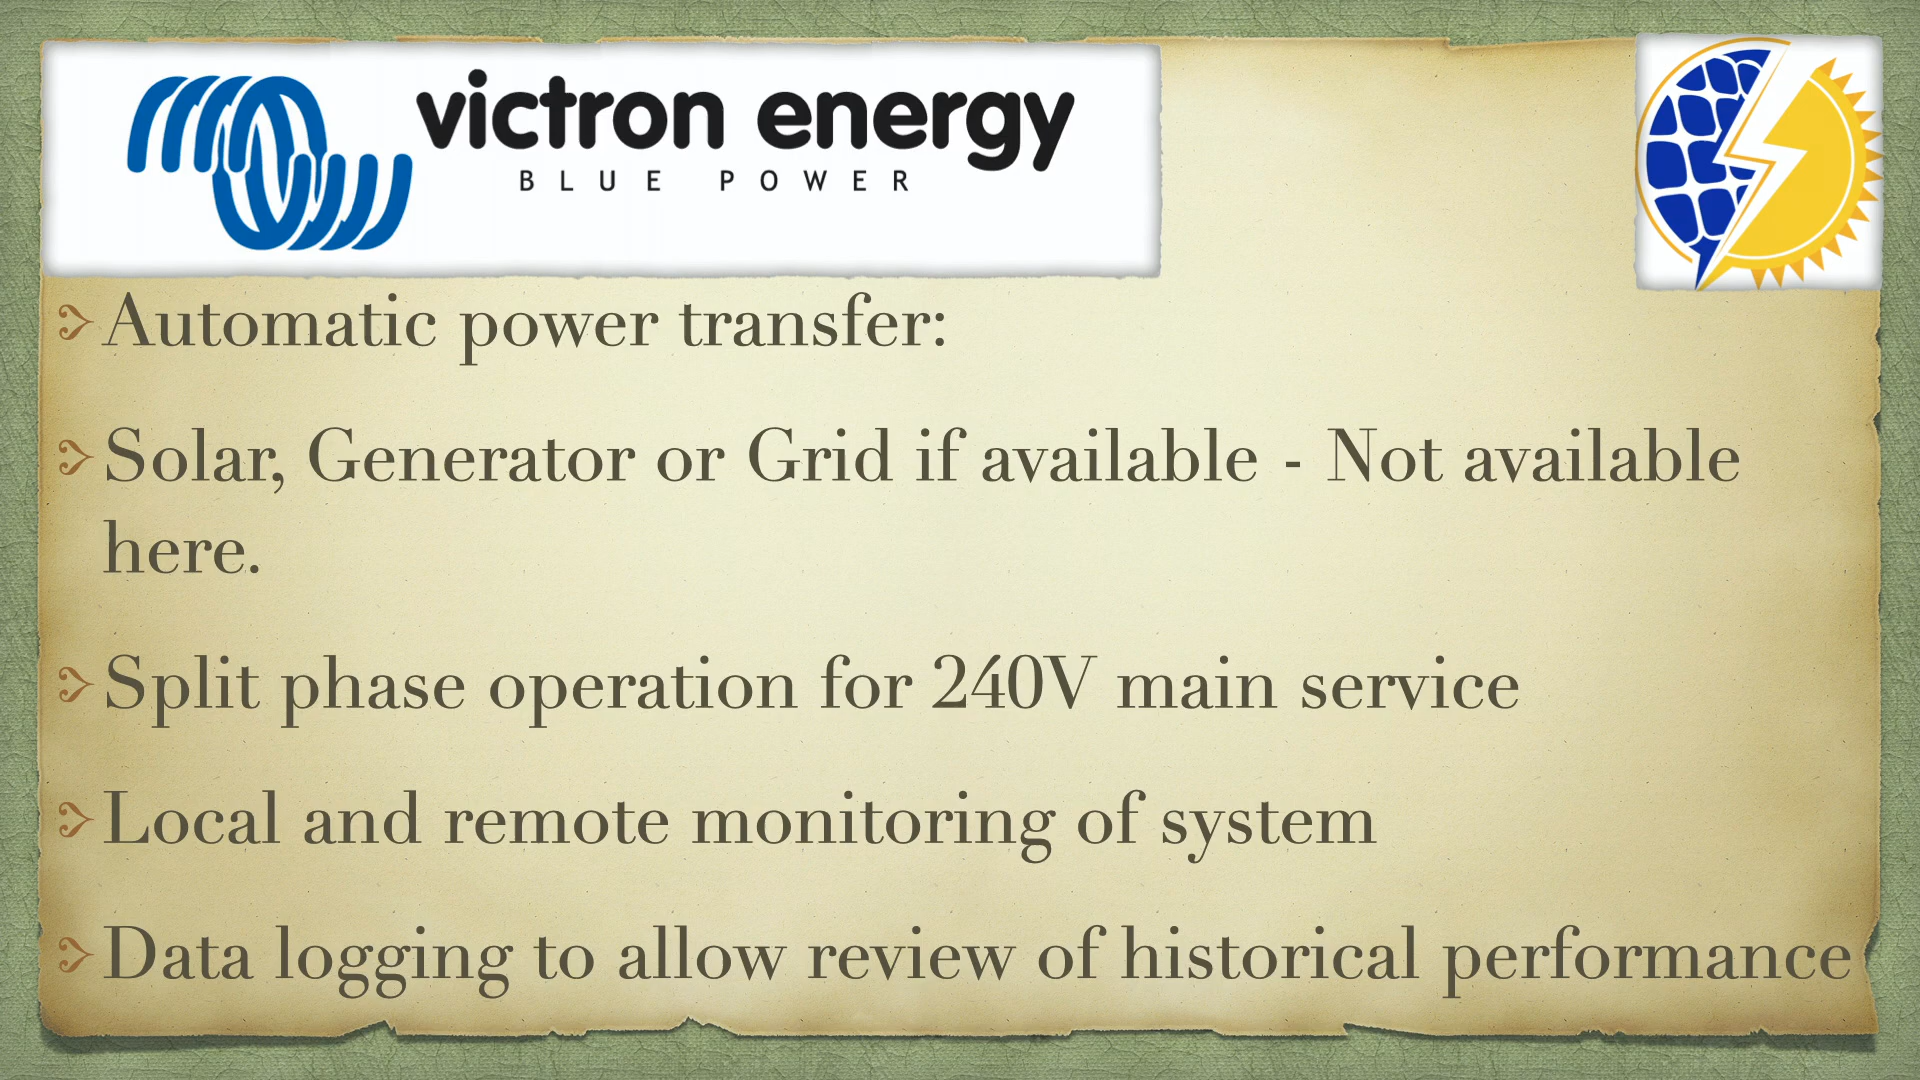 victron energy
BLUE POWER
Automatic power transfer:
Solar, Generator or Grid if available - Not available
here.
Split phase operation for 240V main service
Local and remote monitoring of system
Data logging to allow review of historical performance